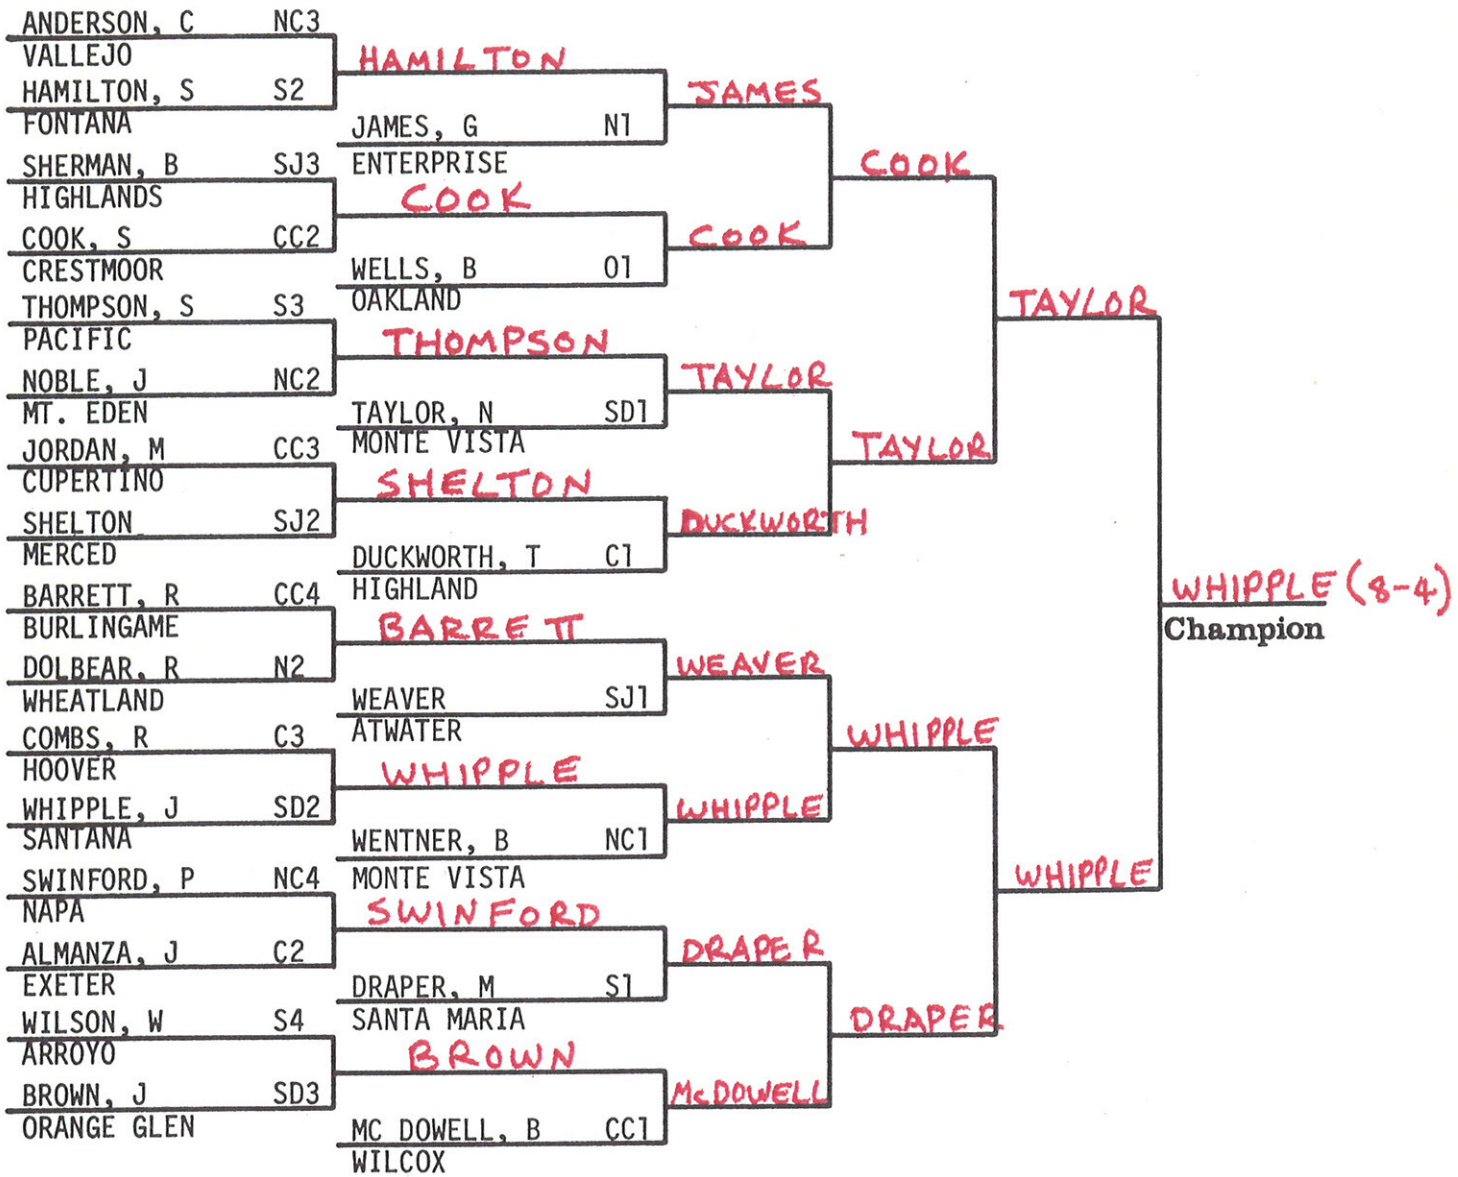 ANDERSON, C NC3
VALLEJO
HAMILTON
HAMILTON, S S2
JAMES
FONTANA
JAMES, G N1
ENTERPRISE
SHERMAN, B SJ3
COOK
HIGHLANDS
COOK
COOK, S CC2
COOK
CRESTMOOR
WELLS, B O1
OAKLAND
THOMPSON, S S3
TAYLOR
PACIFIC
THOMPSON
NOBLE, J NC2
TAYLOR
MT. EDEN
TAYLOR, N SD1
MONTE VISTA
JORDAN, M CC3
TAYLOR
CUPERTINO
SHELTON
SHELTON SJ2
DUCKWORTH
MERCED
DUCKWORTH, T C1
HIGHLAND
WHIPPLE (8-4)
Champion
BARRETT, R CC4
BURLINGAME
BARRETT
DOLBEAR, R N2
WEAVER
WHEATLAND
WEAVER SJ1
ATWATER
COMBS, R C3
WHIPPLE
HOOVER
WHIPPLE
WHIPPLE, J SD2
WHIPPLE
SANTANA
WENTNER, B NC1
MONTE VISTA
SWINFORD, P NC4
WHIPPLE
NAPA
SWINFORD
ALMANZA, J C2
DRAPER
EXETER
DRAPER, M S1
SANTA MARIA
WILSON, W S4
DRAPER
ARROYO
BROWN
BROWN, J SD3
McDOWELL
ORANGE GLEN
MC DOWELL, B CC1
WILCOX